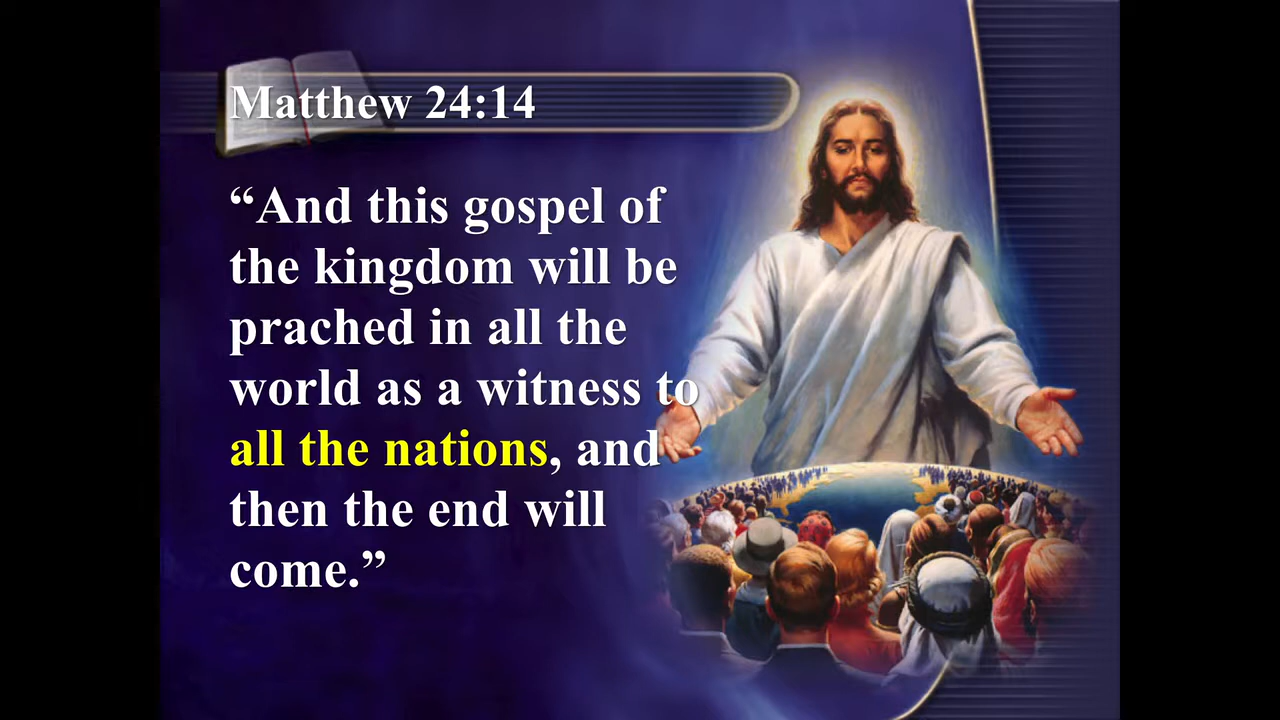 Matthew 24:14
“And this gospel of
the kingdom will be
prached in all the
world as a witness to
all the nations, and
then the end will
come.”